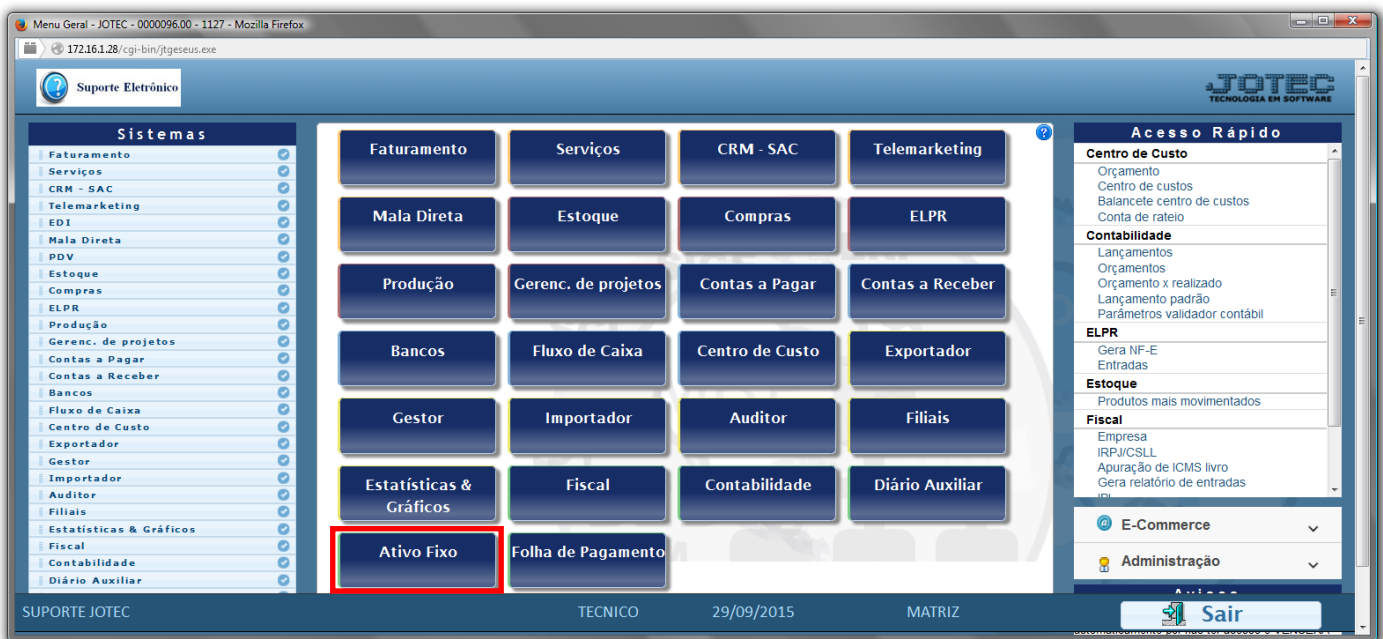 Menu Geral - JOTEC - 0000096.00 - 1127 - Mozilla Firefox
172.16.1.28/cgi-bin/jtgeseus.exe
Suporte Eletrônico
JOTEC
TECNOLOGIA EM SOFTWARE
Sistemas
Faturamento
Serviços
CRM - SAC
Telemarketing
EDI
Mala Direta
PDV
Estoque
Compras
ELPR
Produção
Gerenc. de projetos
Contas a Pagar
Contas a Receber
Bancos
Fluxo de Caixa
Centro de Custo
Exportador
Gestor
Importador
Auditor
Filiais
Estatísticas & Gráficos
Fiscal
Contabilidade
Diário Auxiliar
Faturamento
Serviços
CRM - SAC
Telemarketing
Mala Direta
Estoque
Compras
ELPR
Produção
Gerenc. de projetos
Contas a Pagar
Contas a Receber
Bancos
Fluxo de Caixa
Centro de Custo
Exportador
Gestor
Importador
Auditor
Filiais
Estatísticas &
Gráficos
Fiscal
Contabilidade
Diário Auxiliar
Ativo Fixo
Folha de Pagamento
Acesso Rápido
Centro de Custo
Orçamento
Centro de custos
Balancete centro de custos
Conta de rateio
Contabilidade
Lançamentos
Orçamentos
Orçamento x realizado
Lançamento padrão
Parâmetros validador contábil
ELPR
Gera NF-E
Entradas
Estoque
Produtos mais movimentados
Fiscal
Empresa
IRPJ/CSLL
Apuração de ICMS livro
Gera relatório de entradas
IPI
E-Commerce
Administração
SUPORTE JOTEC
TECNICO
29/09/2015
MATRIZ
Sair